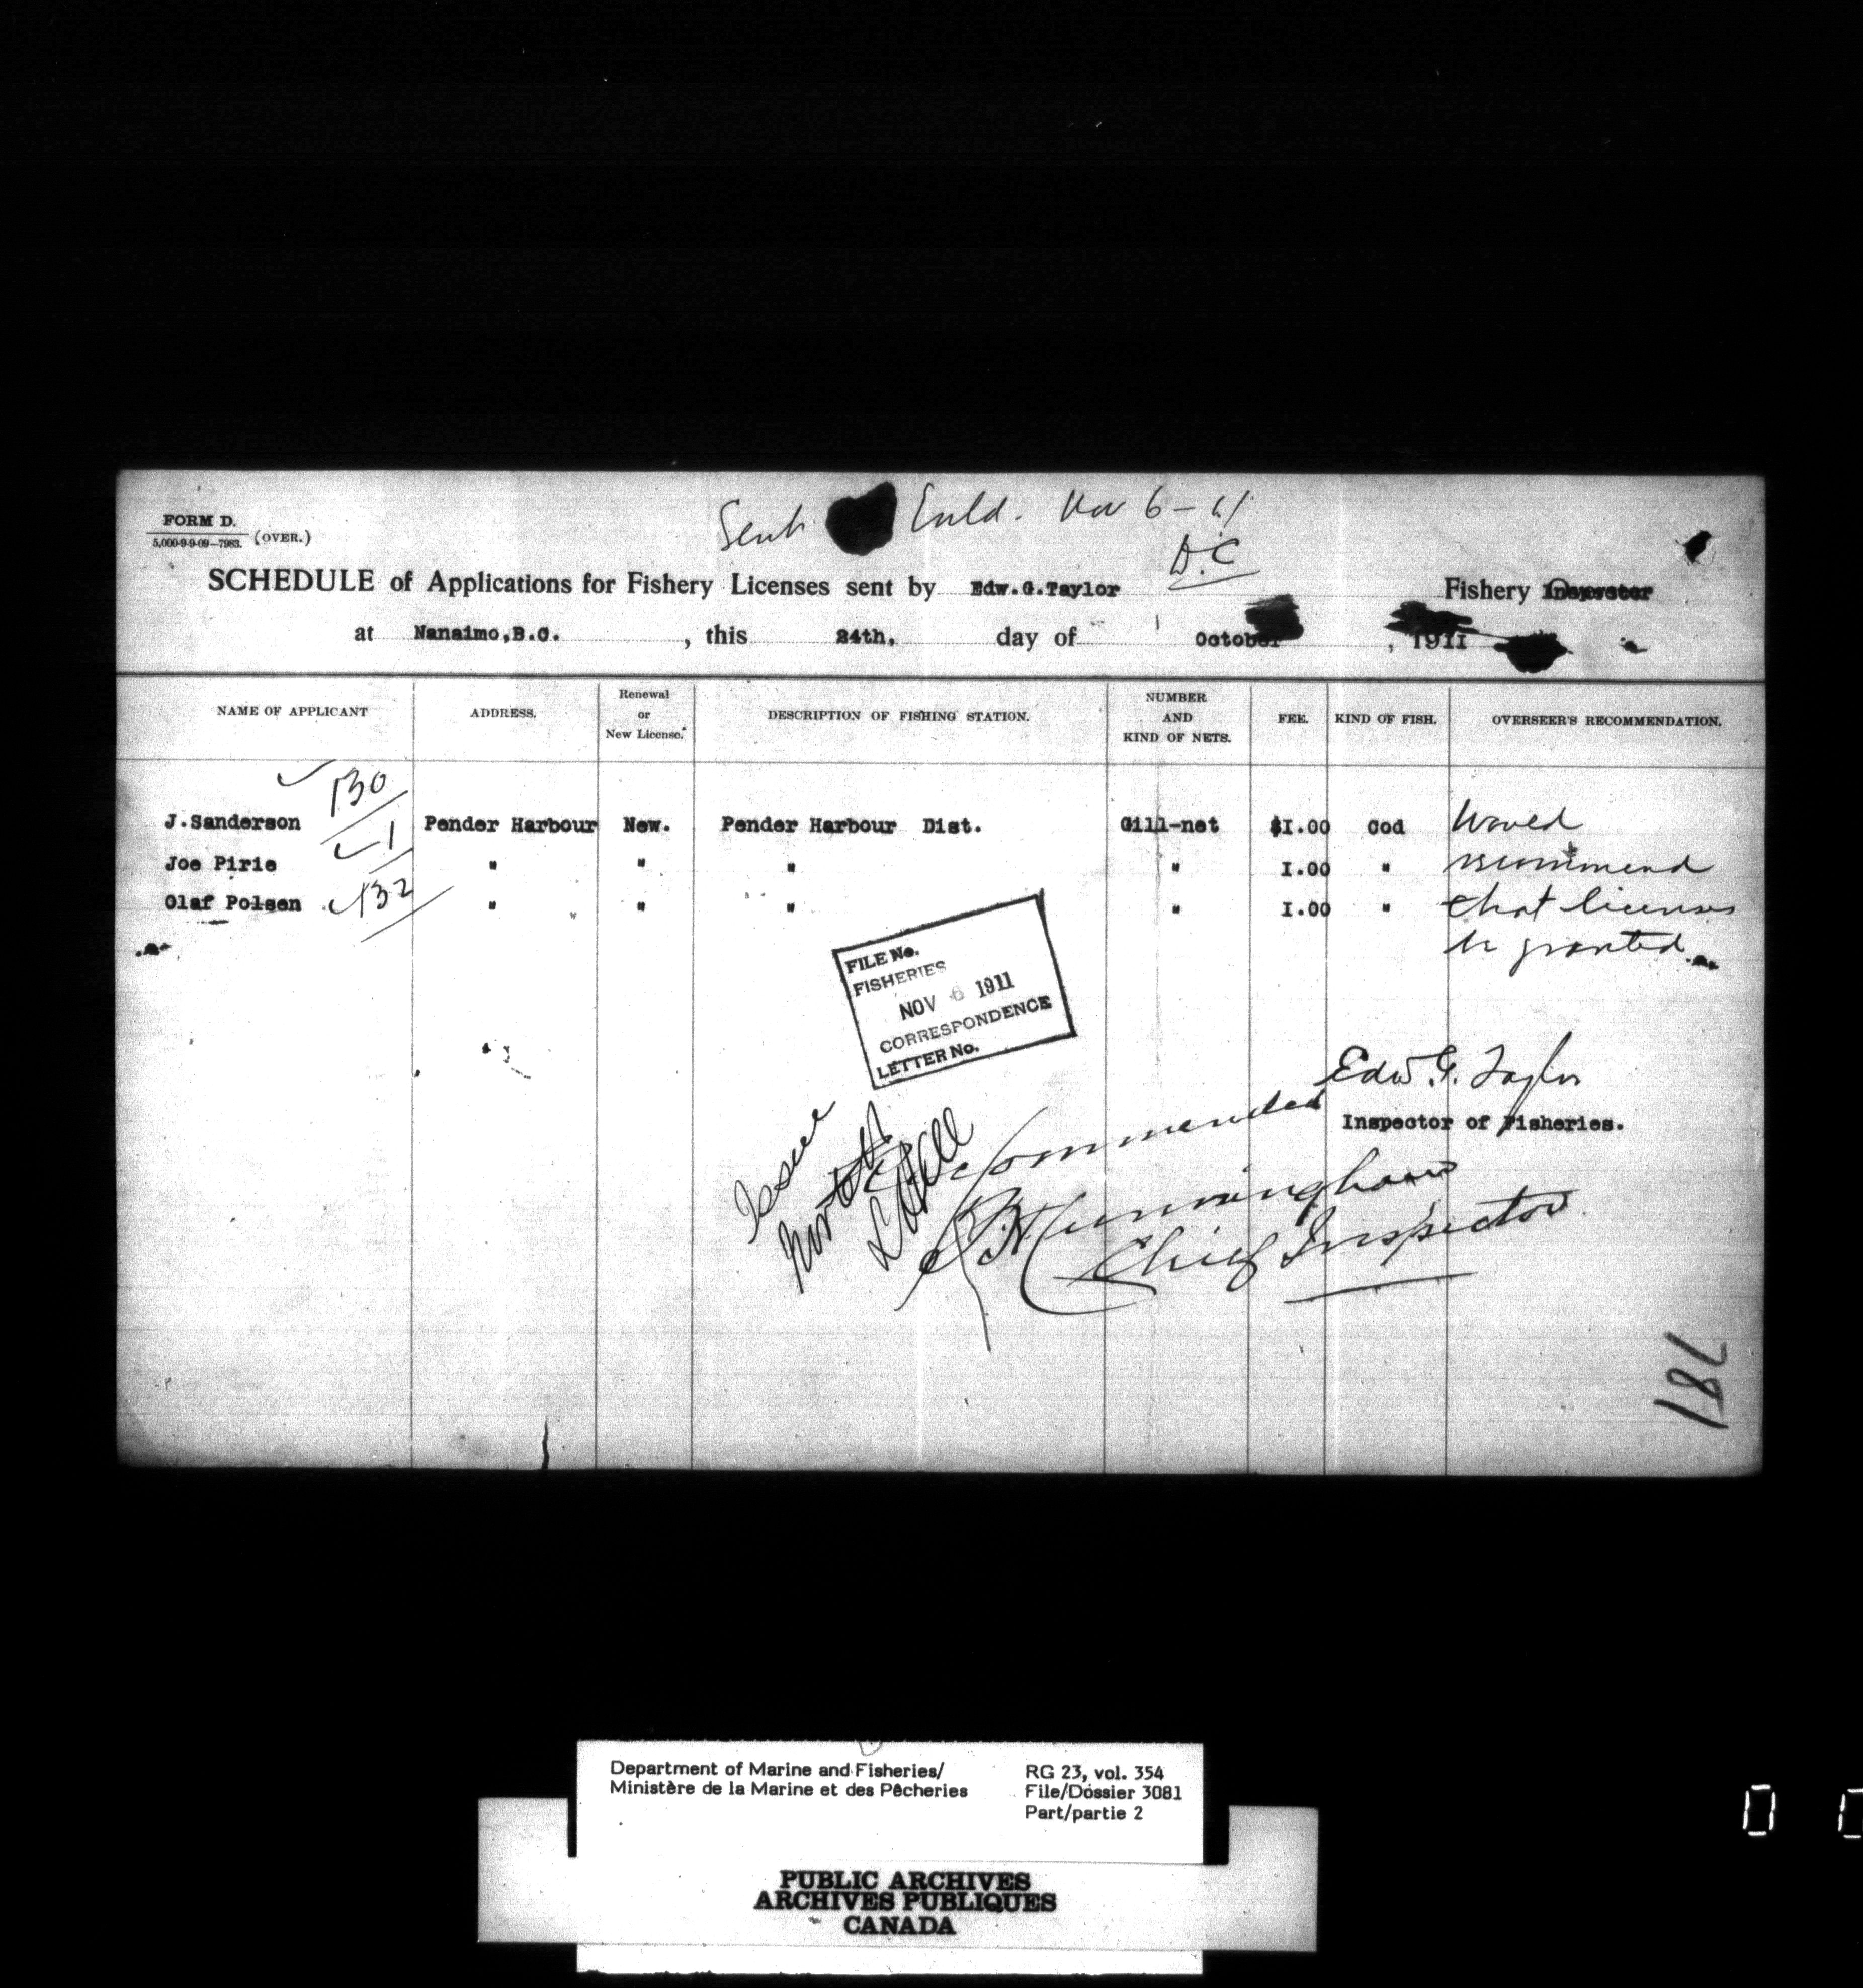 Sent Enld. Nov 6-11
D.C
FORM D.
5,000-9-9-09—7983. (OVER.)
SCHEDULE of Applications for Fishery Licenses sent by Edw.G.Taylor Fishery Inspector
at Nanaimo,B.C. , this 24th, day of October , 1911
NAME OF APPLICANT ADDRESS. Renewal or New License. DESCRIPTION OF FISHING STATION. NUMBER AND KIND OF NETS. FEE. KIND OF FISH. OVERSEER'S RECOMMENDATION.
J.Sanderson 130 Pender Harbour New. Pender Harbour Dist. Gill-net $1.00 Cod Would
Joe Pirie 1 " " " " 1.00 " recommend
Olaf Polsen 132 " " " " 1.00 " that licenses
be granted.
FILE No.
FISHERIES
NOV 6 1911
CORRESPONDENCE
LETTER No.
Edw G. Taylor
Inspector of Fisheries.
Issue
Recommended
Cunningham
Chief Inspector
781
Department of Marine and Fisheries/
Ministère de la Marine et des Pêcheries
RG 23, vol. 354
File/Dossier 3081
Part/partie 2
PUBLIC ARCHIVES
ARCHIVES PUBLIQUES
CANADA